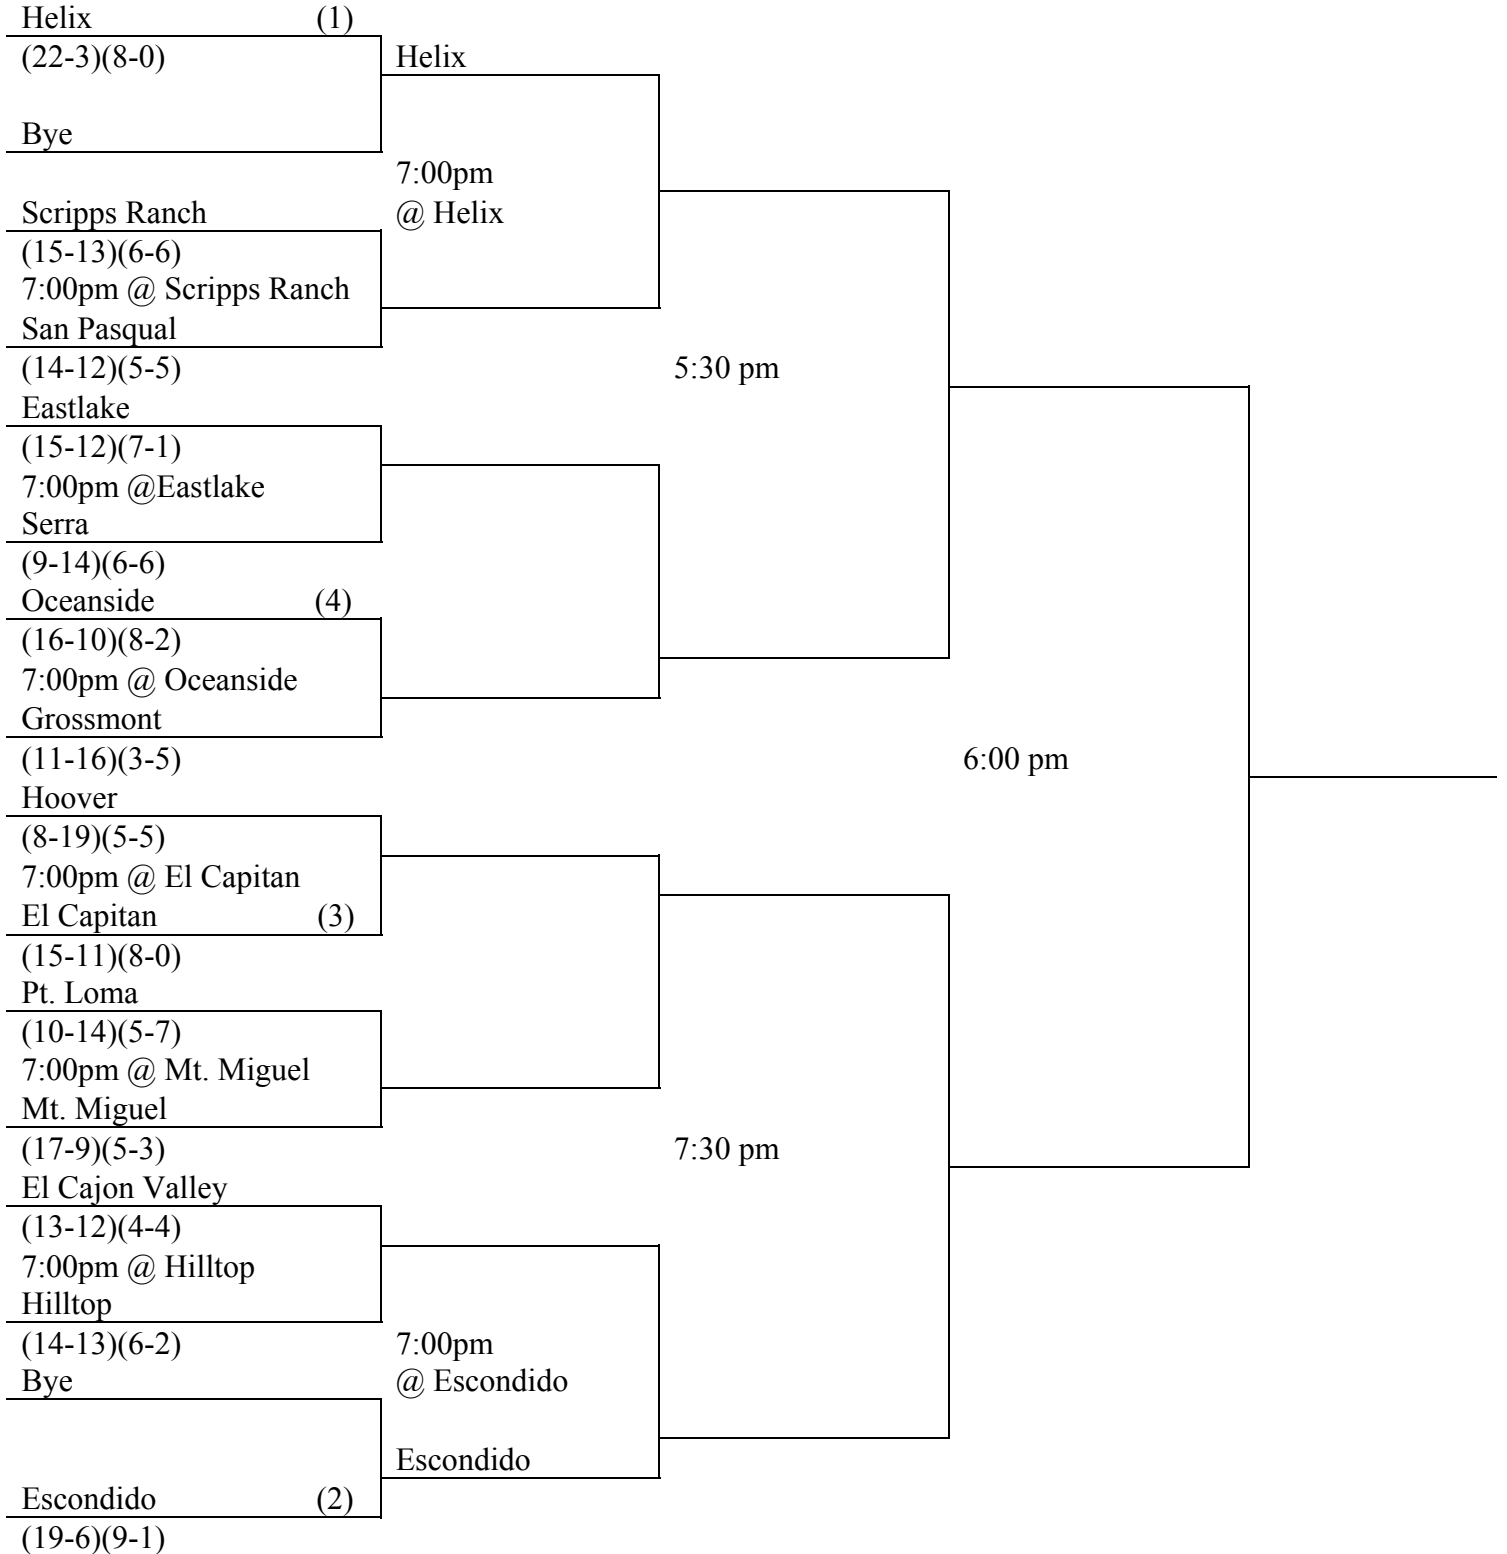 Helix (1)
(22-3)(8-0)
Helix
Bye
7:00pm
@ Helix
Scripps Ranch
(15-13)(6-6)
7:00pm @ Scripps Ranch
San Pasqual
(14-12)(5-5)
5:30 pm
Eastlake
(15-12)(7-1)
7:00pm @Eastlake
Serra
(9-14)(6-6)
Oceanside (4)
(16-10)(8-2)
7:00pm @ Oceanside
Grossmont
(11-16)(3-5)
6:00 pm
Hoover
(8-19)(5-5)
7:00pm @ El Capitan
El Capitan (3)
(15-11)(8-0)
Pt. Loma
(10-14)(5-7)
7:00pm @ Mt. Miguel
Mt. Miguel
(17-9)(5-3)
7:30 pm
El Cajon Valley
(13-12)(4-4)
7:00pm @ Hilltop
Hilltop
(14-13)(6-2)
7:00pm
@ Escondido
Bye
Escondido
Escondido (2)
(19-6)(9-1)